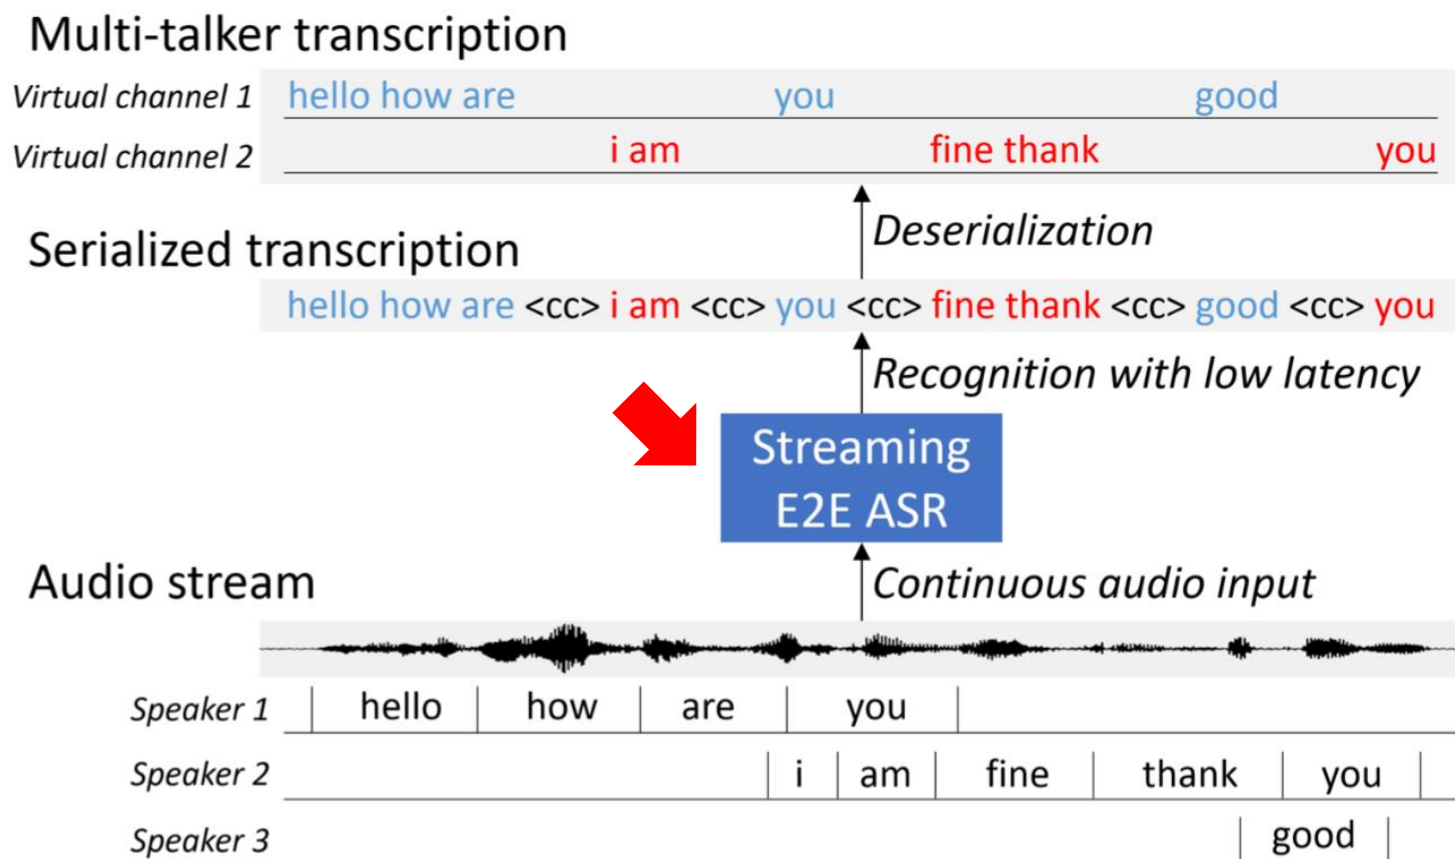 Multi-talker transcription
Virtual channel 1 hello how are you good
Virtual channel 2 i am fine thank you
Deserialization
Serialized transcription
hello how are <cc> i am <cc> you <cc> fine thank <cc> good <cc> you
Recognition with low latency
Streaming
E2E ASR
Audio stream
Continuous audio input
Speaker 1 hello how are you
Speaker 2 i am fine thank you
Speaker 3 good